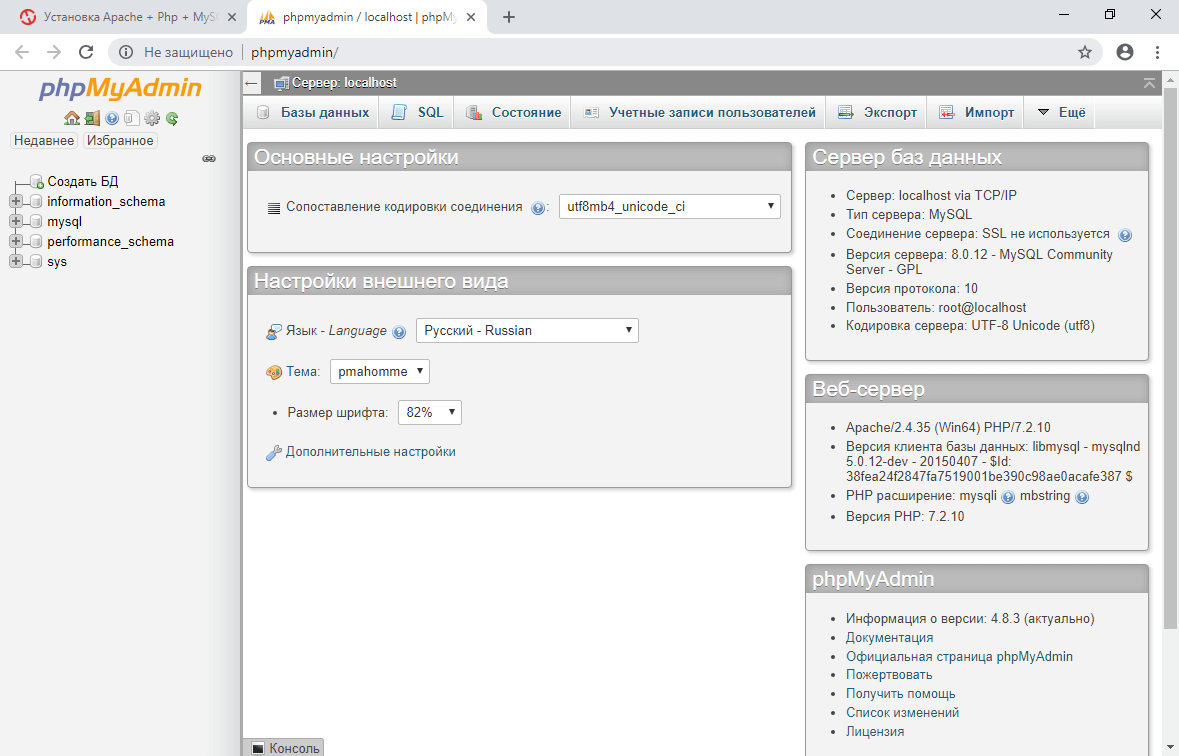 Установка Apache + Php + MyS
phpmyadmin / localhost | phpMy
Не защищено
phpmyadmin/
phpMyAdmin
Недавнее Избранное
Создать БД
information_schema
mysql
performance_schema
sys
Сервер: localhost
Базы данных SQL Состояние Учетные записи пользователей Экспорт Импорт Ещё
Основные настройки
Сопоставление кодировки соединения : utf8mb4_unicode_ci
Настройки внешнего вида
Язык - Language Русский - Russian
Тема: pmahomme
Размер шрифта: 82%
Дополнительные настройки
Консоль
Сервер баз данных
Сервер: localhost via TCP/IP
Тип сервера: MySQL
Соединение сервера: SSL не используется
Версия сервера: 8.0.12 - MySQL Community
Server - GPL
Версия протокола: 10
Пользователь: root@localhost
Кодировка сервера: UTF-8 Unicode (utf8)
Веб-сервер
Apache/2.4.35 (Win64) PHP/7.2.10
Версия клиента базы данных: libmysql - mysqlnd
5.0.12-dev - 20150407 - $Id:
38fea24f2847fa7519001be390c98ae0acafe387 $
PHP расширение: mysqli mbstring
Версия PHP: 7.2.10
phpMyAdmin
Информация о версии: 4.8.3 (актуально)
Документация
Официальная страница phpMyAdmin
Пожертвовать
Получить помощь
Список изменений
Лицензия